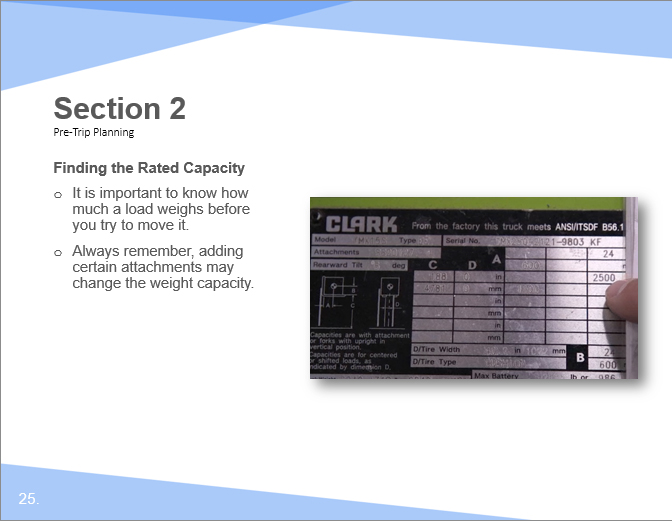 Section 2
Pre-Trip Planning
Finding the Rated Capacity
o It is important to know how
much a load weighs before
you try to move it.
o Always remember, adding
certain attachments may
change the weight capacity.
CLARK From the factory this truck meets ANSI/ITSDF B56.1
Model Type Serial No. -9803 KF
Attachments 24
Rearward Tilt deg C D A
in 2500
mm
in
mm
in
mm
A B C D
Capacities are with attachment
or forks with upright in
vertical position.
Capacities are for centered
or shifted loads, as
indicated by dimension D.
D/Tire Width in mm B 24
D/Tire Type 600
Max Battery lb or 986
25.